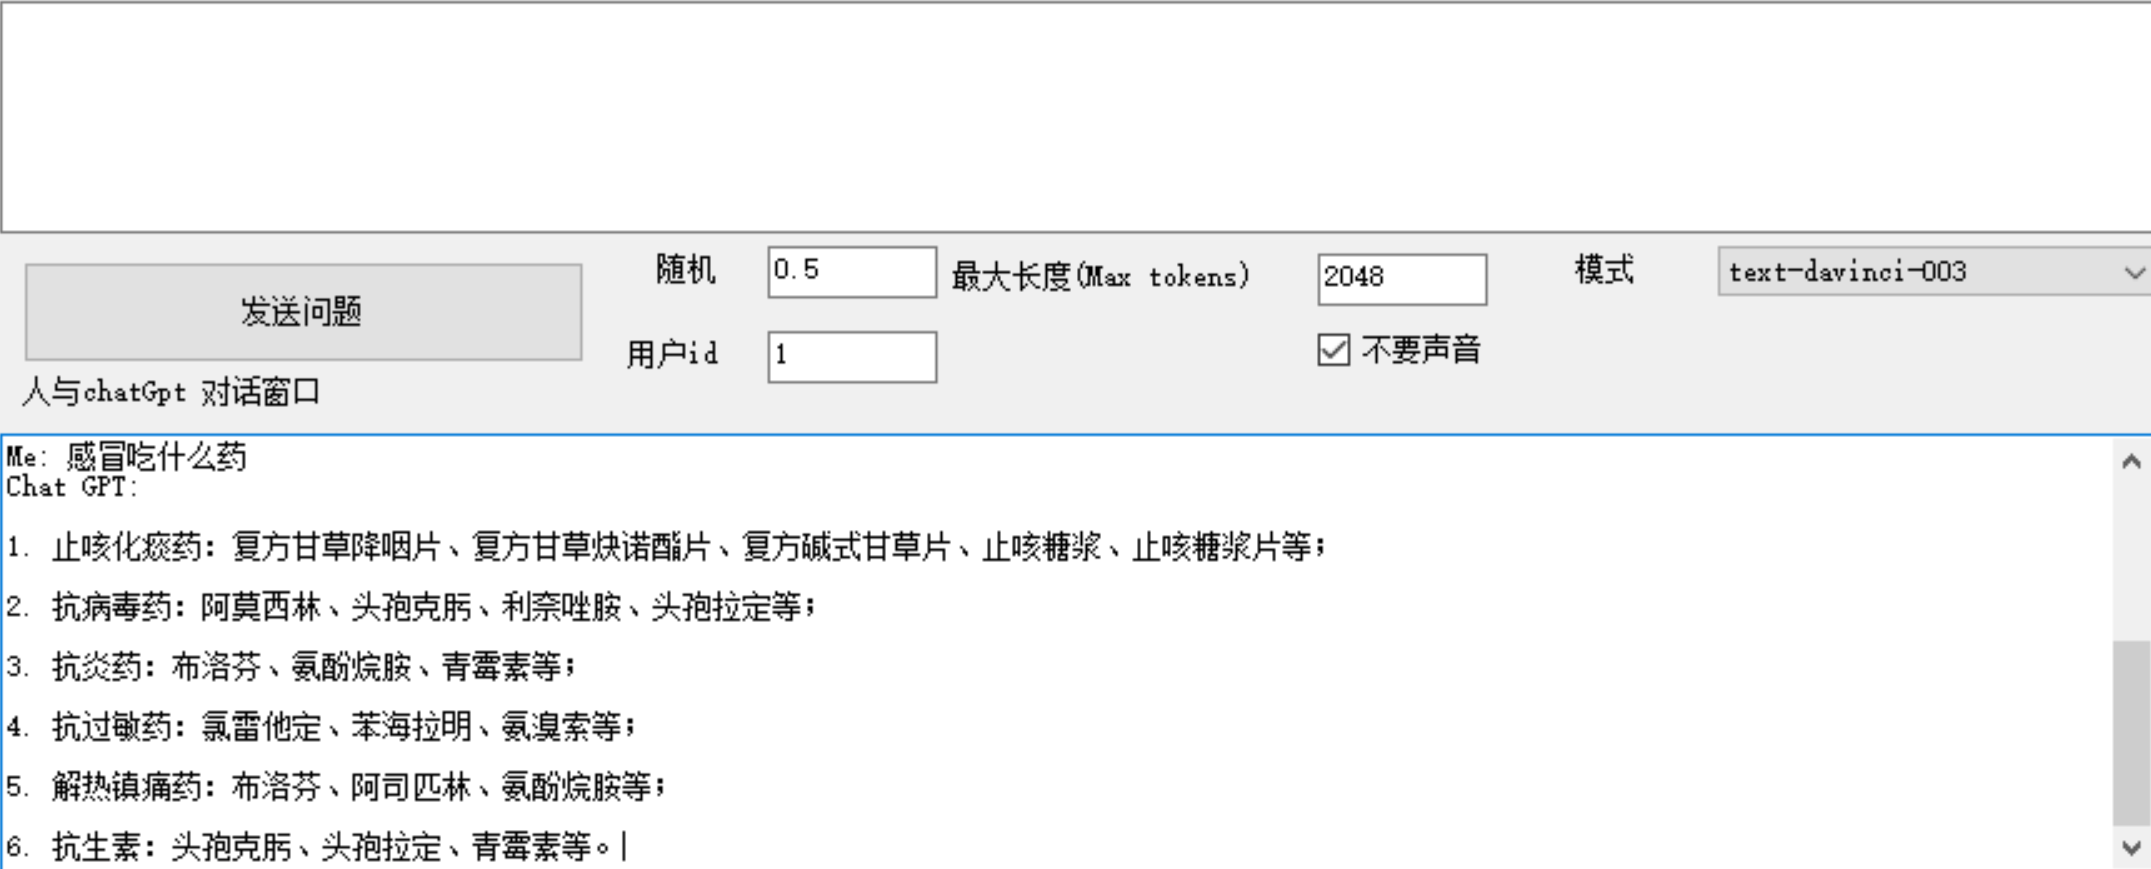 随机
0.5
最大长度(Max tokens)
2048
模式
text-davinci-003
发送问题
用户id
1
不要声音
人与chatGpt 对话窗口
Me: 感冒吃什么药
Chat GPT:
1. 止咳化痰药：复方甘草降咽片、复方甘草炔诺酯片、复方碱式甘草片、止咳糖浆、止咳糖浆片等；
2. 抗病毒药：阿莫西林、头孢克肟、利奈唑胺、头孢拉定等；
3. 抗炎药：布洛芬、氨酚烷胺、青霉素等；
4. 抗过敏药：氯雷他定、苯海拉明、氨溴索等；
5. 解热镇痛药：布洛芬、阿司匹林、氨酚烷胺等；
6. 抗生素：头孢克肟、头孢拉定、青霉素等。